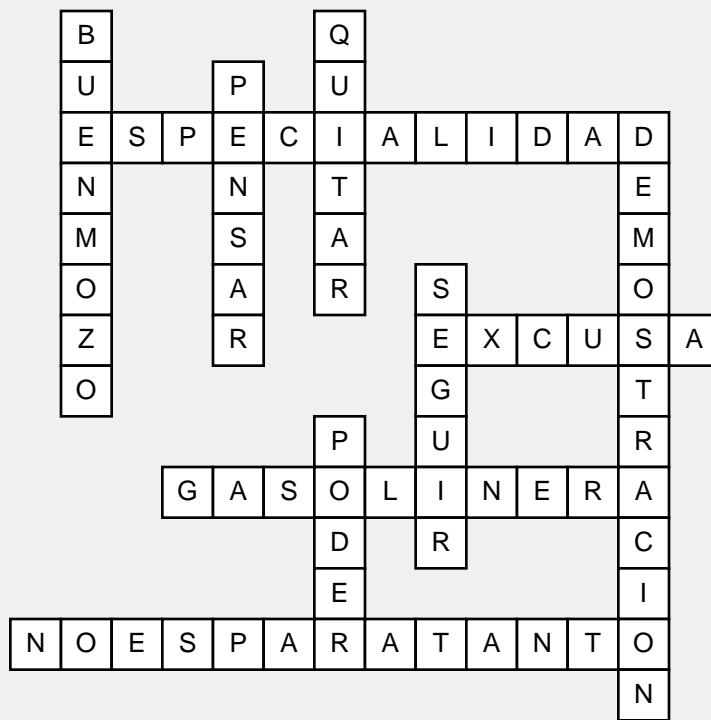 BUENMOZO
QUITAR
PENSAR
ESPECIALIDAD
DEMOSTRACION
SEGUIR
EXCUSA
PODER
GASOLINERA
NOESPARATANTO